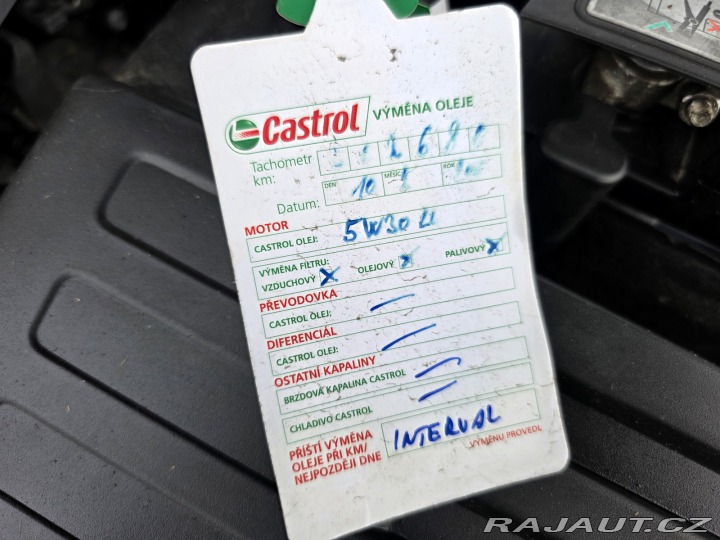 Castrol VÝMĚNA OLEJE
Tachometr km: 2690
DEN MĚSÍC ROK
Datum: 10
MOTOR
CASTROL OLEJ: 5W30 LL
VÝMĚNA FILTRU:
VZDUCHOVÝ X OLEJOVÝ X PALIVOVÝ X
PŘEVODOVKA
CASTROL OLEJ: —
DIFERENCIÁL
CASTROL OLEJ: —
OSTATNÍ KAPALINY
BRZDOVÁ KAPALINA CASTROL —
CHLADIVO CASTROL —
PŘÍŠTÍ VÝMĚNA
OLEJE PŘI KM/
NEJPOZDĚJI DNE
INTERVAL
VÝMĚNU PROVEDL
RAJAUT.CZ